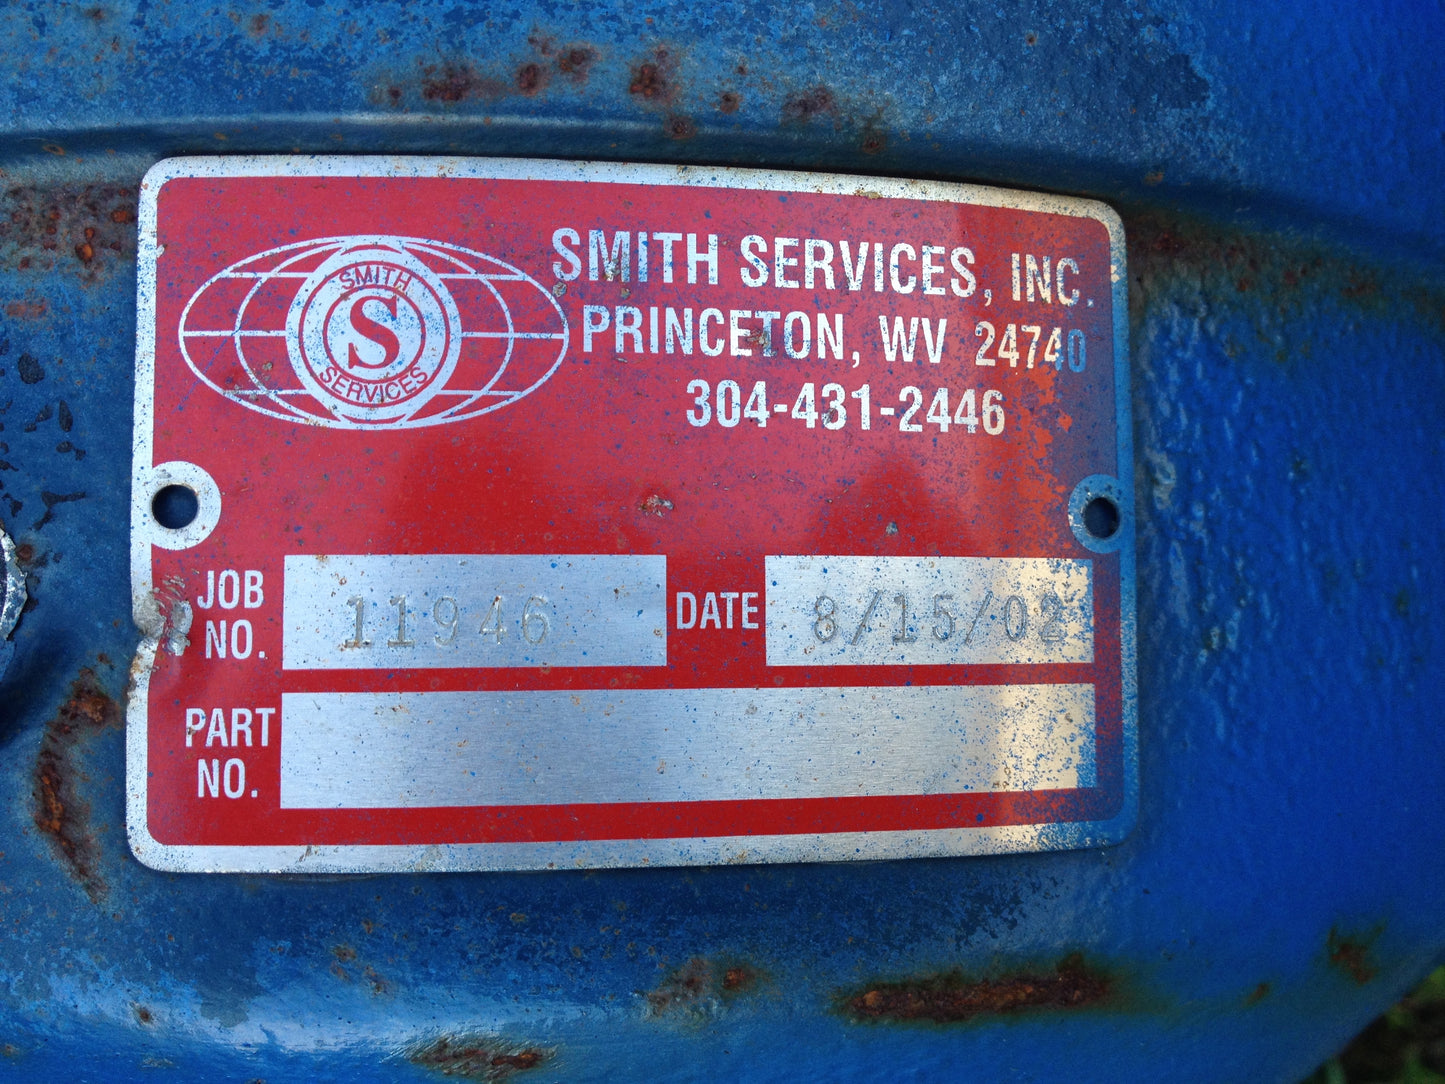 SMITH
S
SERVICES
SMITH SERVICES, INC.
PRINCETON, WV 24740
304-431-2446
JOB NO. 11946 DATE 8/15/02
PART NO.